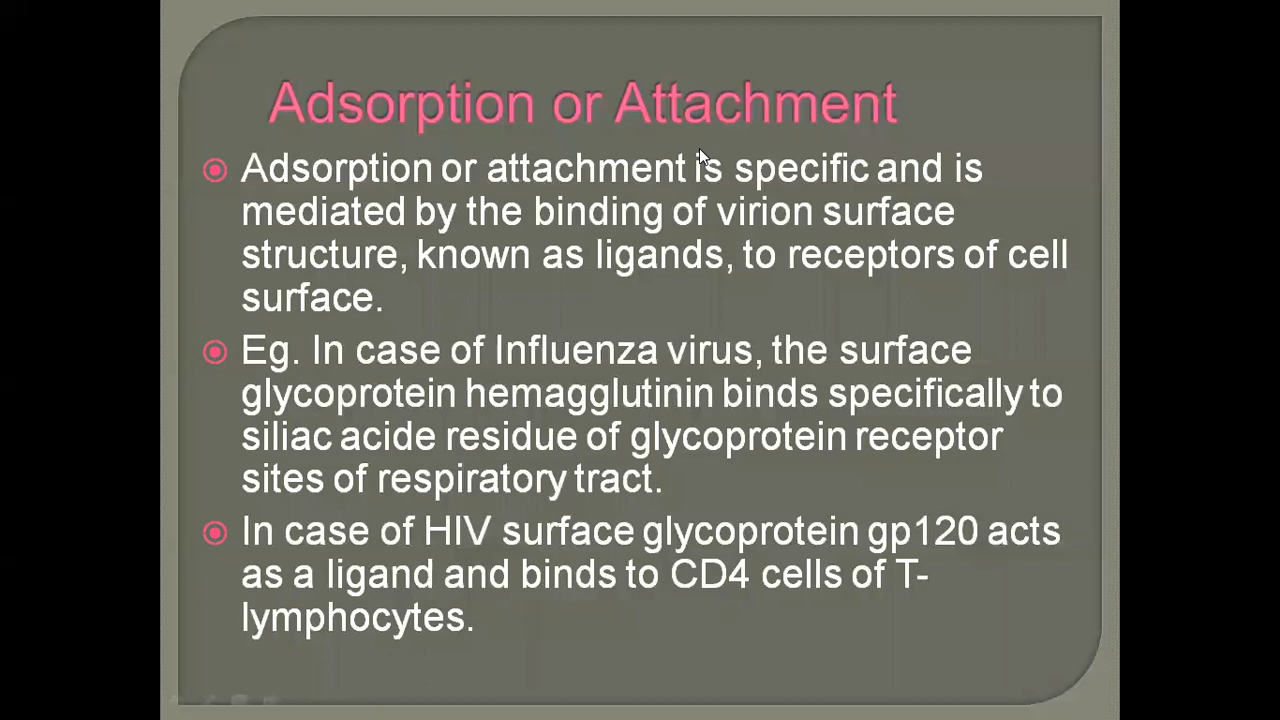 Adsorption or Attachment
Adsorption or attachment is specific and is
mediated by the binding of virion surface
structure, known as ligands, to receptors of cell
surface.
Eg. In case of Influenza virus, the surface
glycoprotein hemagglutinin binds specifically to
siliac acide residue of glycoprotein receptor
sites of respiratory tract.
In case of HIV surface glycoprotein gp120 acts
as a ligand and binds to CD4 cells of T-
lymphocytes.